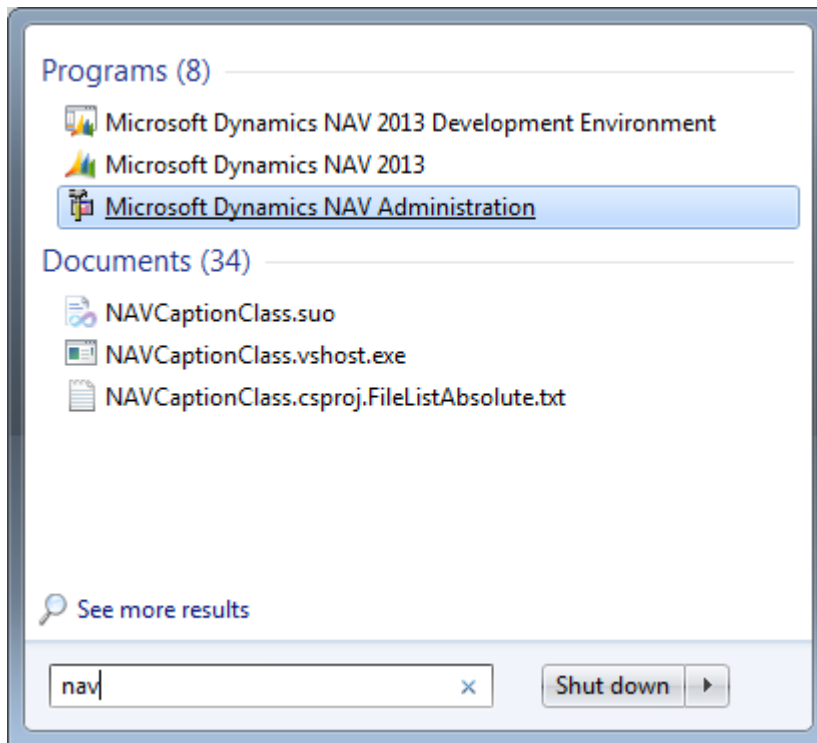 Programs (8)
Microsoft Dynamics NAV 2013 Development Environment
Microsoft Dynamics NAV 2013
Microsoft Dynamics NAV Administration
Documents (34)
NAVCaptionClass.suo
NAVCaptionClass.vshost.exe
NAVCaptionClass.csproj.FileListAbsolute.txt
See more results
nav
Shut down